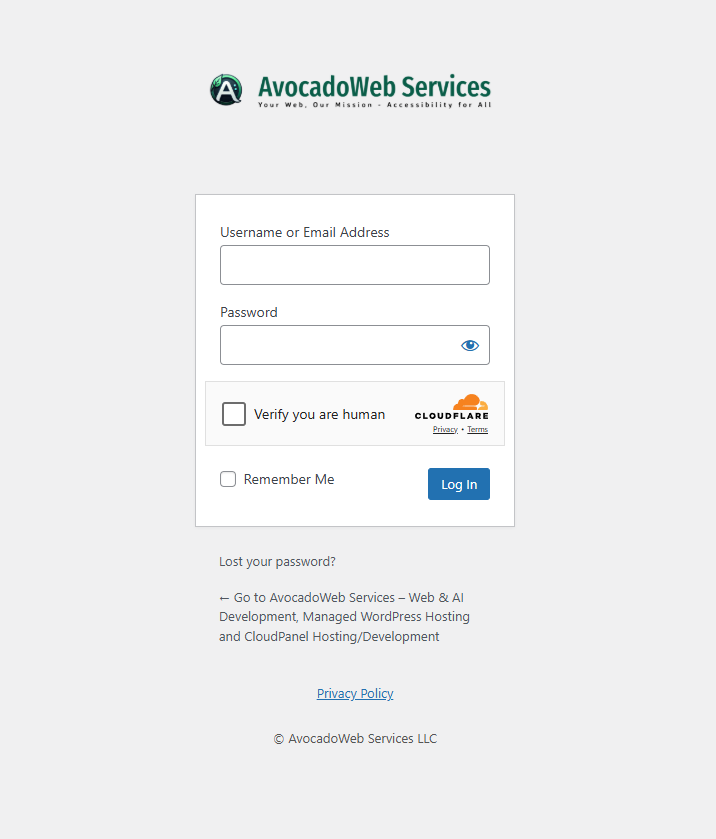 A
AvocadoWeb Services
Your Web, Our Mission - Accessibility for All
Username or Email Address
Password
Verify you are human
CLOUDFLARE
Privacy • Terms
Remember Me
Log In
Lost your password?
← Go to AvocadoWeb Services – Web & AI
Development, Managed WordPress Hosting
and CloudPanel Hosting/Development
Privacy Policy
© AvocadoWeb Services LLC